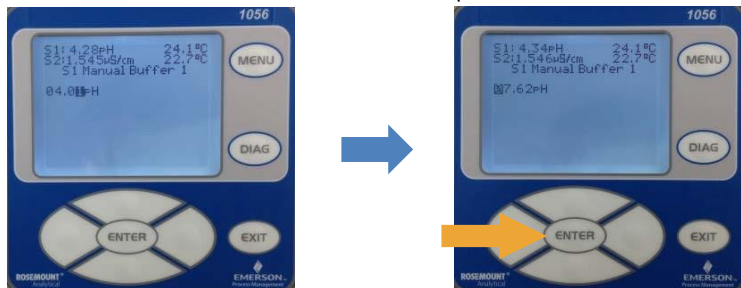 1056
S1: 4.28pH 24.1ºC
S2:1.545µS/cm 22.7ºC
S1 Manual Buffer 1
MENU
DIAG
ENTER
EXIT
ROSEMOUNT
Analytical
EMERSON
Process Management
1056
S1: 4.34pH 24.1ºC
S2:1.546µS/cm 22.7ºC
S1 Manual Buffer 1
7.62pH
MENU
DIAG
ENTER
EXIT
ROSEMOUNT
Analytical
EMERSON
Process Management